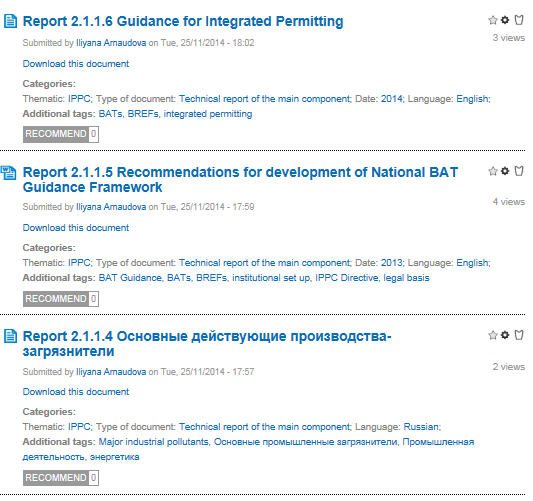 Report 2.1.1.6 Guidance for Integrated Permitting
3 views
Submitted by Iliyana Arnaudova on Tue, 25/11/2014 - 18:02
Download this document
Categories:
Thematic: IPPC; Type of document: Technical report of the main component; Date: 2014; Language: English;
Additional tags: BATs, BREFs, integrated permitting
RECOMMEND 0
Report 2.1.1.5 Recommendations for development of National BAT
Guidance Framework
4 views
Submitted by Iliyana Arnaudova on Tue, 25/11/2014 - 17:59
Download this document
Categories:
Thematic: IPPC; Type of document: Technical report of the main component; Date: 2013; Language: English;
Additional tags: BAT Guidance, BATs, BREFs, institutional set up, IPPC Directive, legal basis
RECOMMEND 0
Report 2.1.1.4 Основные действующие производства-
загрязнители
2 views
Submitted by Iliyana Arnaudova on Tue, 25/11/2014 - 17:57
Download this document
Categories:
Thematic: IPPC; Type of document: Technical report of the main component; Language: Russian;
Additional tags: Major industrial pollutants, Основные промышленные загрязнители, Промышленная
деятельность, энергетика
RECOMMEND 0